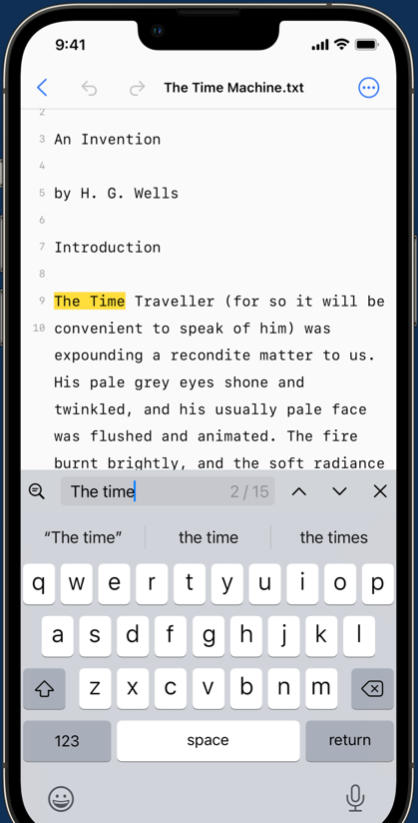 9:41
The Time Machine.txt
2
3 An Invention
4
5 by H. G. Wells
6
7 Introduction
8
9 The Time Traveller (for so it will be
10 convenient to speak of him) was
expounding a recondite matter to us.
His pale grey eyes shone and
twinkled, and his usually pale face
was flushed and animated. The fire
burnt brightly, and the soft radiance
The time 2 / 15
“The time” the time the times
q w e r t y u i o p
a s d f g h j k l
z x c v b n m
123 space return